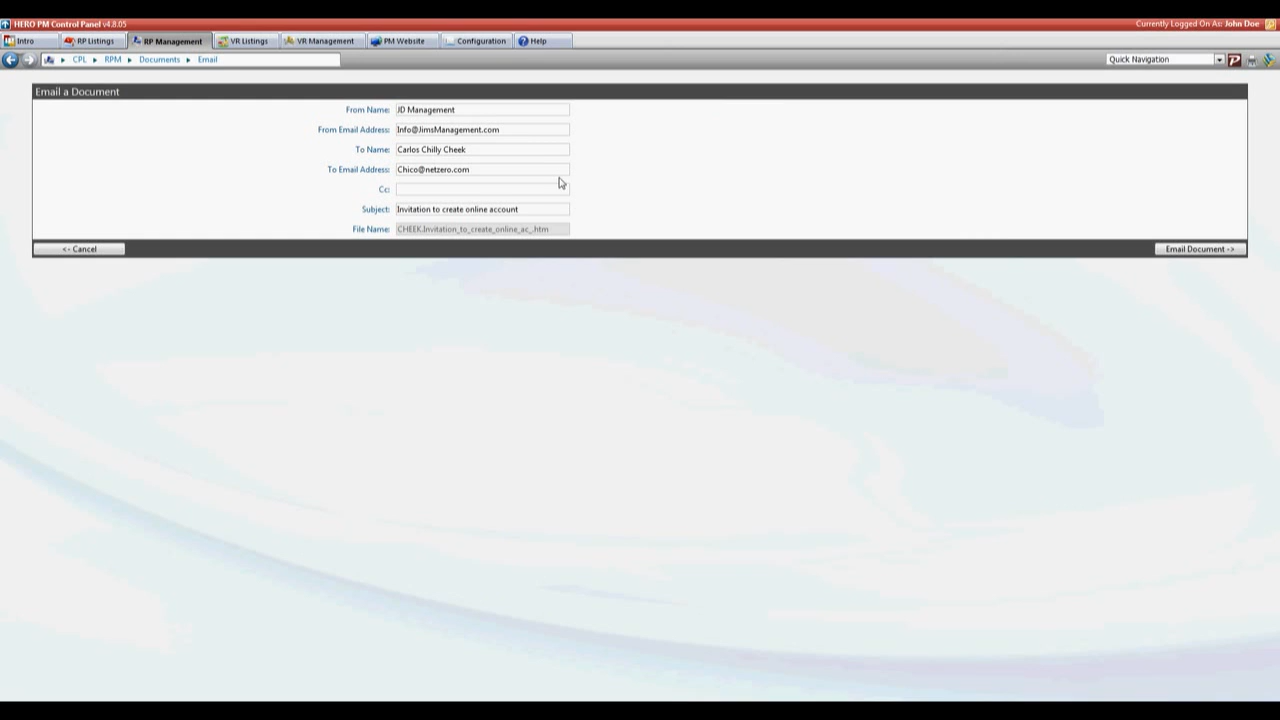 HERO PM Control Panel v4.8.05 Currently Logged On As: John Doe
Intro RP Listings RP Management VR Listings VR Management PM Website Configuration Help
CPL RPM Documents Email Quick Navigation
Email a Document
From Name: JD Management
From Email Address: Info@JimsManagement.com
To Name: Carlos Chilly Cheek
To Email Address: Chico@netzero.com
Cc:
Subject: Invitation to create online account
File Name: CHEEK.Invitation_to_create_online_ac_.htm
<- Cancel Email Document ->